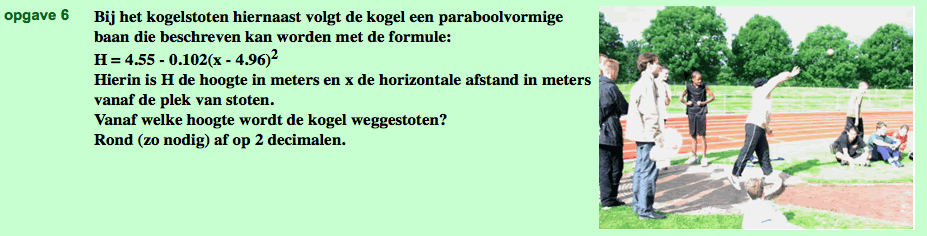 opgave 6
Bij het kogelstoten hiernaast volgt de kogel een paraboolvormige
baan die beschreven kan worden met de formule:
H = 4.55 - 0.102(x - 4.96)²
Hierin is H de hoogte in meters en x de horizontale afstand in meters
vanaf de plek van stoten.
Vanaf welke hoogte wordt de kogel weggestoten?
Rond (zo nodig) af op 2 decimalen.